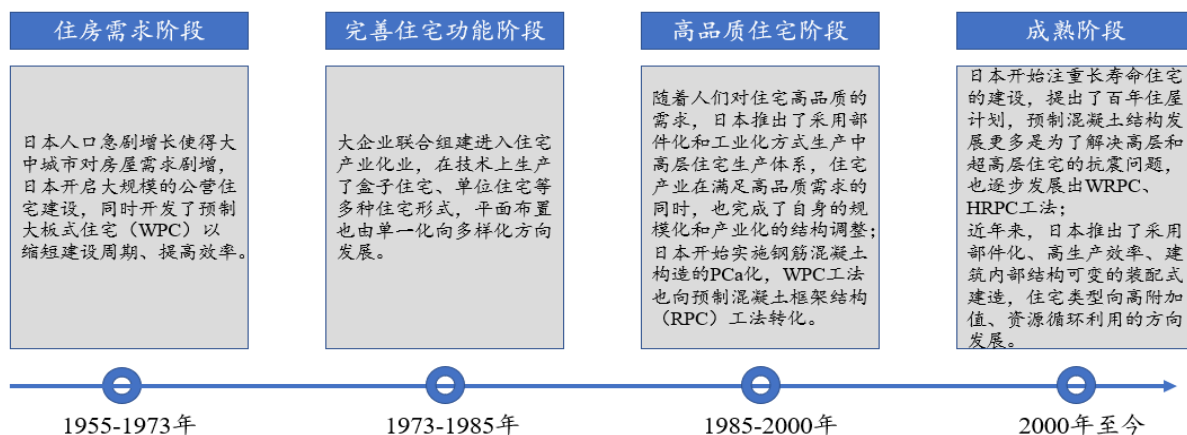 住房需求阶段
日本人口急剧增长使得大
中城市对房屋需求剧增，
日本开启大规模的公营住
宅建设，同时开发了预制
大板式住宅（WPC）以
缩短建设周期、提高效率。
1955-1973年
完善住宅功能阶段
大企业联合组建进入住宅
产业化业，在技术上生产
了盒子住宅、单位住宅等
多种住宅形式，平面布置
也由单一化向多样化方向
发展。
1973-1985年
高品质住宅阶段
随着人们对住宅高品质的
需求，日本推出了采用部
件化和工业化方式生产中
高层住宅生产体系，住宅
产业在满足高品质需求的
同时，也完成了自身的规
模化和产业化的结构调整；
日本开始实施钢筋混凝土
构造的PCa化，WPC工法
也向预制混凝土框架结构
（RPC）工法转化。
1985-2000年
成熟阶段
日本开始注重长寿命住宅
的建设，提出了百年住屋
计划，预制混凝土结构发
展更多是为了解决高层和
超高层住宅的抗震问题，
也逐步发展出WRPC、
HRPC工法；
近年来，日本推出了采用
部件化、高生产效率、建
筑内部结构可变的装配式
建造，住宅类型向高附加
值、资源循环利用的方向
发展。
2000年至今